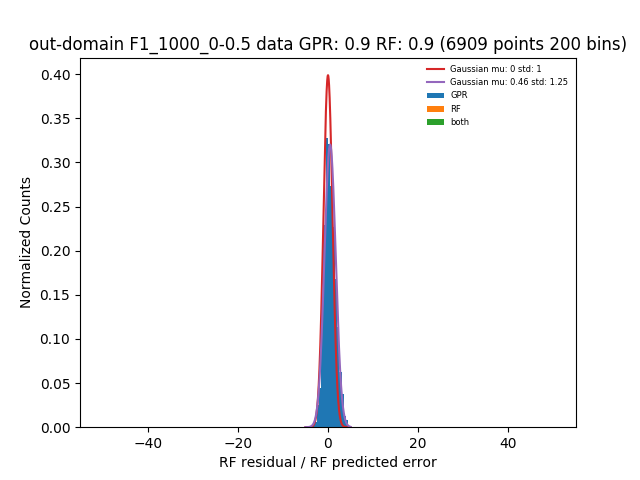 out-domain F1_1000_0-0.5 data GPR: 0.9 RF: 0.9 (6909 points 200 bins)
Gaussian mu: 0 std: 1
Gaussian mu: 0.46 std: 1.25
GPR
RF
both
Normalized Counts
0.40
0.35
0.30
0.25
0.20
0.15
0.10
0.05
0.00
−40
−20
0
20
40
RF residual / RF predicted error